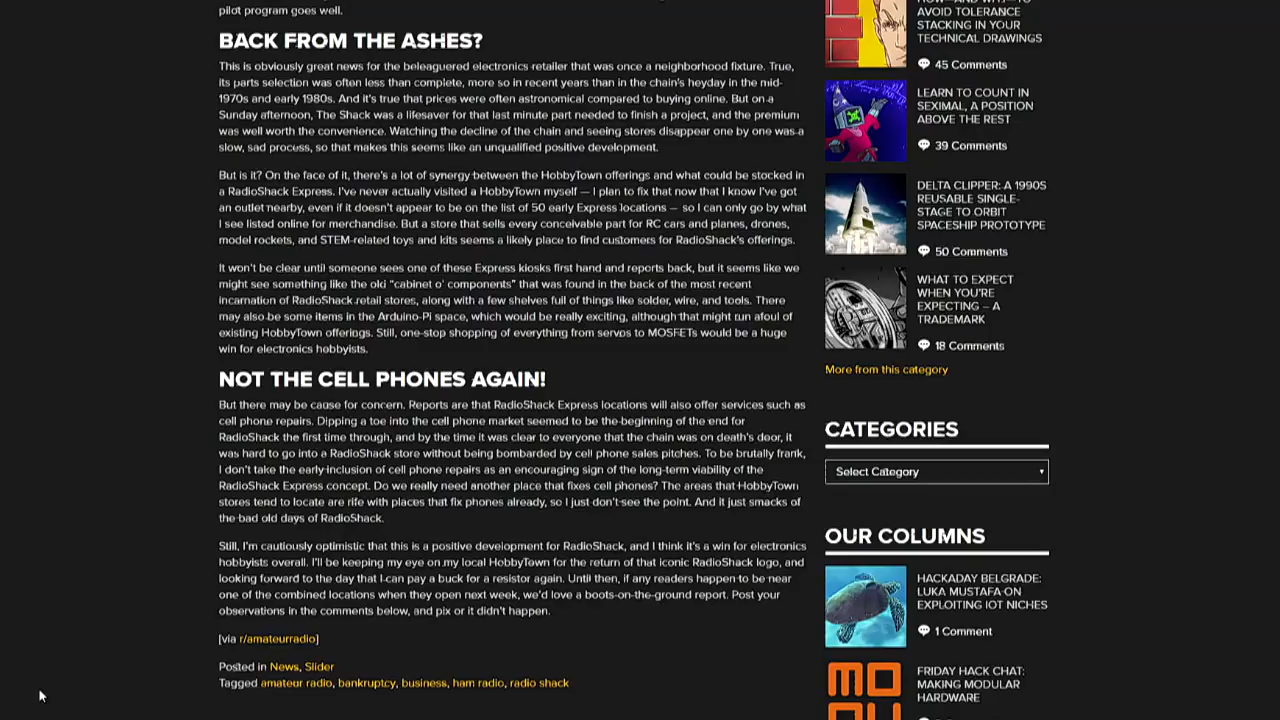 pilot program goes well.
BACK FROM THE ASHES?
This is obviously great news for the beleaguered electronics retailer that was once a neighborhood fixture. True,
its parts selection was often less than complete, more so in recent years than in the chain's heyday in the mid-
1970s and early 1980s. And it's true that prices were often astronomical compared to buying online. But on a
Sunday afternoon, The Shack was a lifesaver for that last minute part needed to finish a project, and the premium
was well worth the convenience. Watching the decline of the chain and seeing stores disappear one by one was a
slow, sad process, so that makes this seems like an unqualified positive development.
But is it? On the face of it, there's a lot of synergy between the HobbyTown offerings and what could be stocked in
a RadioShack Express. I've never actually visited a HobbyTown myself — I plan to fix that now that I know I've got
an outlet nearby, even if it doesn't appear to be on the list of 50 early Express locations — so I can only go by what
I see listed online for merchandise. But a store that sells every conceivable part for RC cars and planes, drones,
model rockets, and STEM-related toys and kits seems a likely place to find customers for RadioShack's offerings.
It won't be clear until someone sees one of these Express kiosks first hand and reports back, but it seems like we
might see something like the old "cabinet o' components" that was found in the back of the most recent
incarnation of RadioShack retail stores, along with a few shelves full of things like solder, wire, and tools. There
may also be some items in the Arduino-Pi space, which would be really exciting, although that might run afoul of
existing HobbyTown offerings. Still, one-stop shopping of everything from servos to MOSFETs would be a huge
win for electronics hobbyists.
NOT THE CELL PHONES AGAIN!
But there may be cause for concern. Reports are that RadioShack Express locations will also offer services such as
cell phone repairs. Dipping a toe into the cell phone market seemed to be the beginning of the end for
RadioShack the first time through, and by the time it was clear to everyone that the chain was on death's door, it
was hard to go into a RadioShack store without being bombarded by cell phone sales pitches. To be brutally frank,
I don't take the early inclusion of cell phone repairs as an encouraging sign of the long-term viability of the
RadioShack Express concept. Do we really need another place that fixes cell phones? The areas that HobbyTown
stores tend to locate are rife with places that fix phones already, so I just don't see the point. And it just smacks of
the bad old days of RadioShack.
Still, I'm cautiously optimistic that this is a positive development for RadioShack, and I think it's a win for electronics
hobbyists overall. I'll be keeping my eye on my local HobbyTown for the return of that iconic RadioShack logo, and
looking forward to the day that I can pay a buck for a resistor again. Until then, if any readers happen to be near
one of the combined locations when they open next week, we'd love a boots-on-the-ground report. Post your
observations in the comments below, and pix or it didn't happen.
[via r/amateurradio]
Posted in News, Slider
Tagged amateur radio, bankruptcy, business, ham radio, radio shack
AVOID TOLERANCE
STACKING IN YOUR
TECHNICAL DRAWINGS
45 Comments
LEARN TO COUNT IN
SEXIMAL, A POSITION
ABOVE THE REST
39 Comments
DELTA CLIPPER: A 1990S
REUSABLE SINGLE-
STAGE TO ORBIT
SPACESHIP PROTOTYPE
50 Comments
WHAT TO EXPECT
WHEN YOU'RE
EXPECTING – A
TRADEMARK
18 Comments
More from this category
CATEGORIES
Select Category
OUR COLUMNS
HACKADAY BELGRADE:
LUKA MUSTAFA ON
EXPLOITING IOT NICHES
1 Comment
FRIDAY HACK CHAT:
MAKING MODULAR
HARDWARE